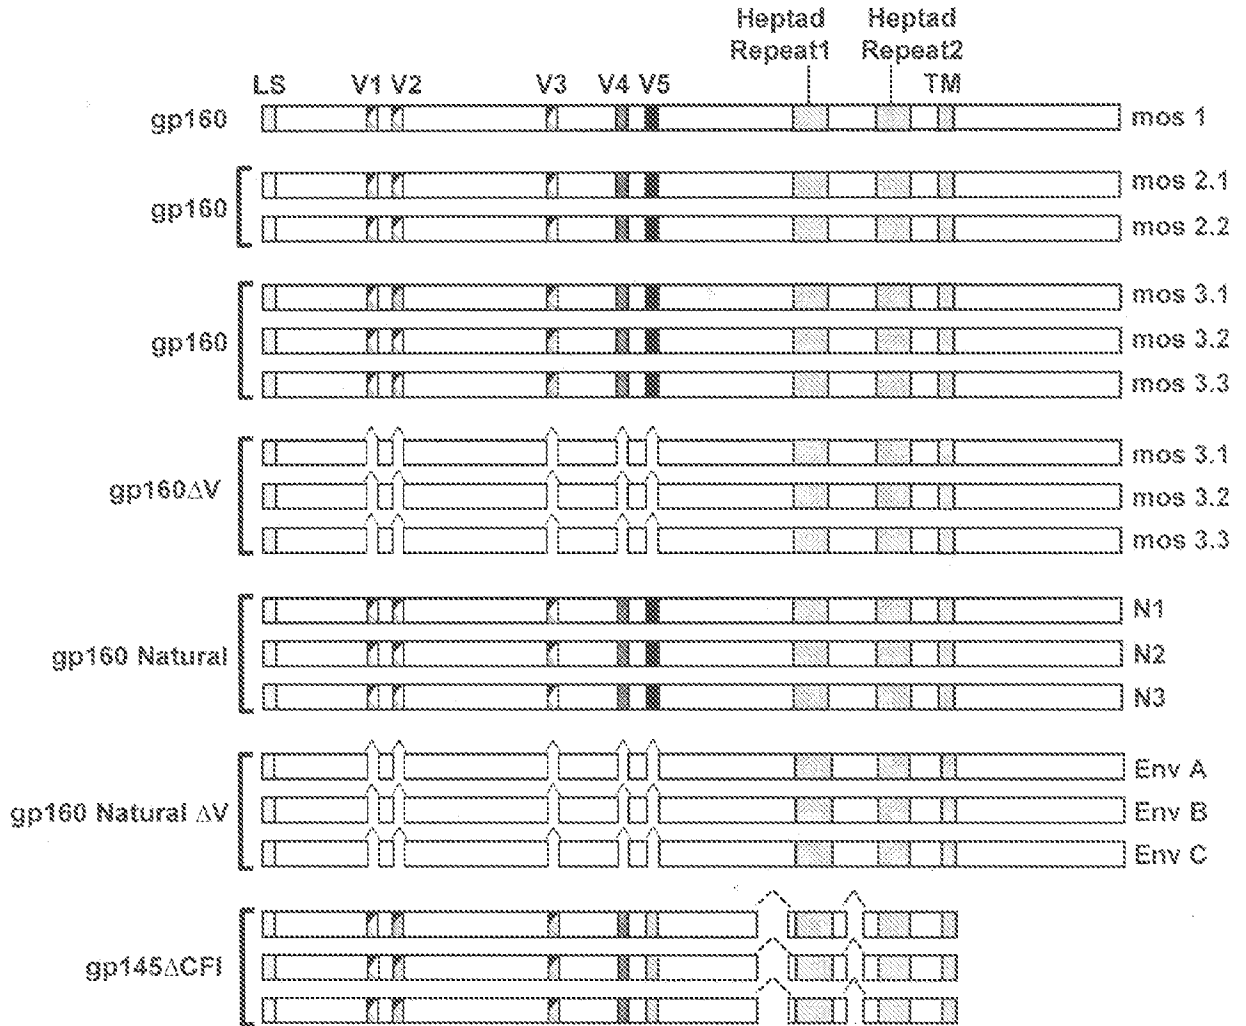 Heptad Heptad
Repeat1 Repeat2
LS V1 V2 V3 V4 V5 TM
gp160 mos 1
gp160
mos 2.1
mos 2.2
gp160
mos 3.1
mos 3.2
mos 3.3
gp160ΔV
mos 3.1
mos 3.2
mos 3.3
gp160 Natural
N1
N2
N3
gp160 Natural ΔV
Env A
Env B
Env C
gp145ΔCFI